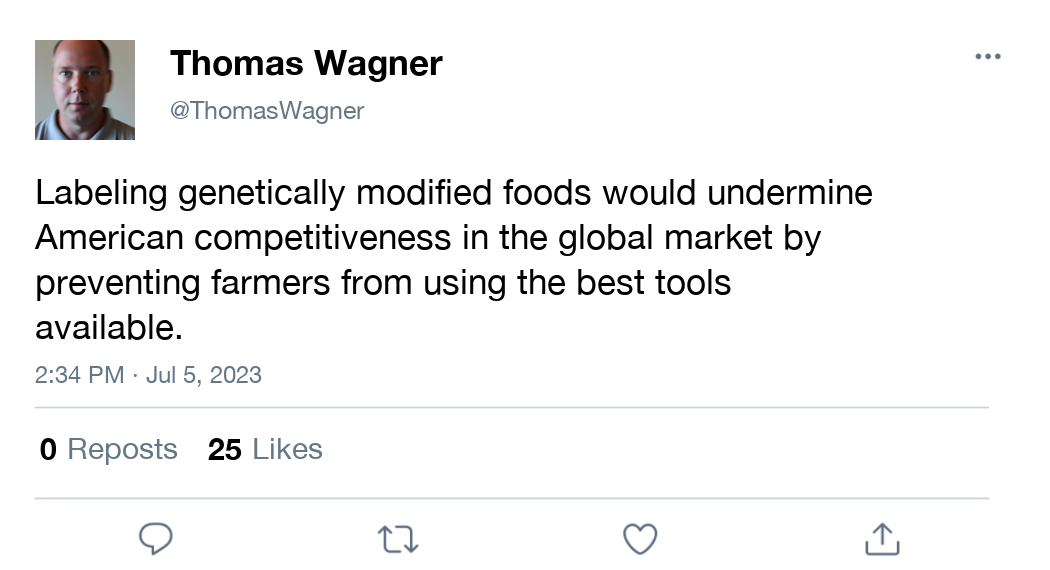 Thomas Wagner
@ThomasWagner
Labeling genetically modified foods would undermine
American competitiveness in the global market by
preventing farmers from using the best tools
available.
2:34 PM · Jul 5, 2023
0 Reposts 25 Likes